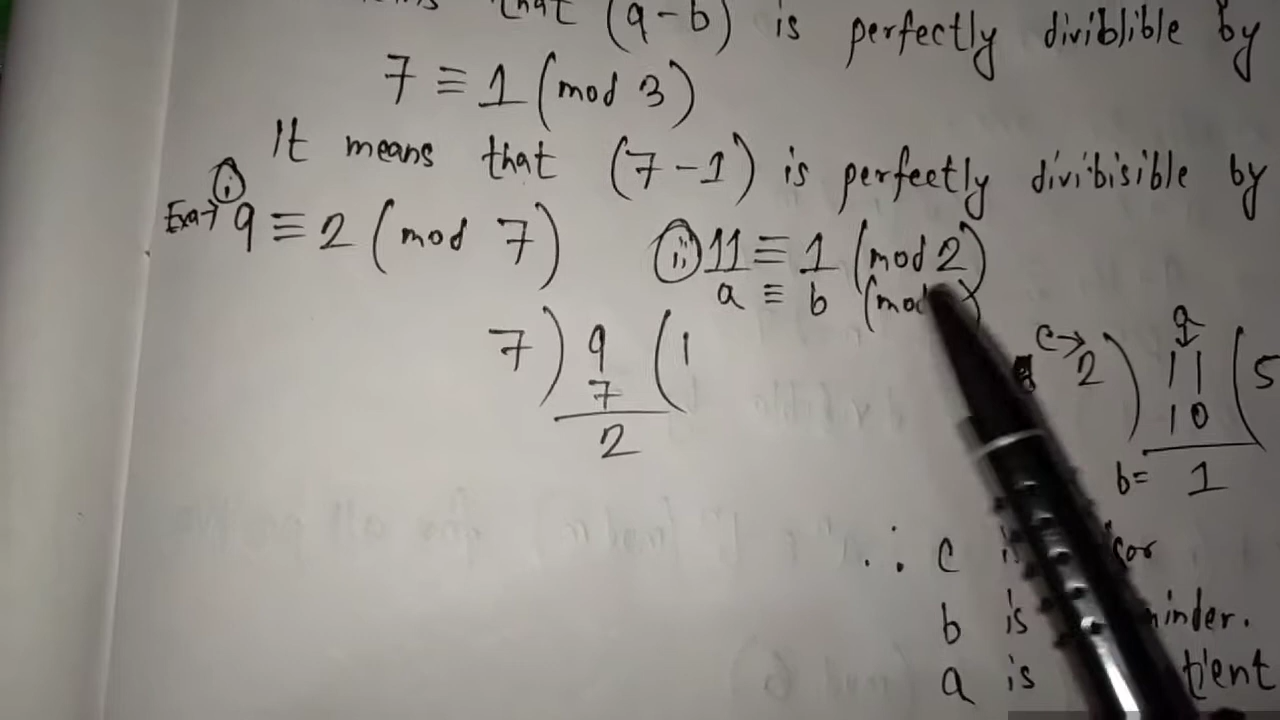 that (a-b) is perfectly diviblible by
7 ≡ 1 (mod 3)
It means that (7-1) is perfectly divibisible by
Exa→ (i) 9 ≡ 2 (mod 7)
(ii) 11 ≡ 1 (mod 2)
a ≡ b (mod
7) 9 (1
7
2
c→ 2) 11 (5
a
10
b= 1
∴ c is
b is
a is